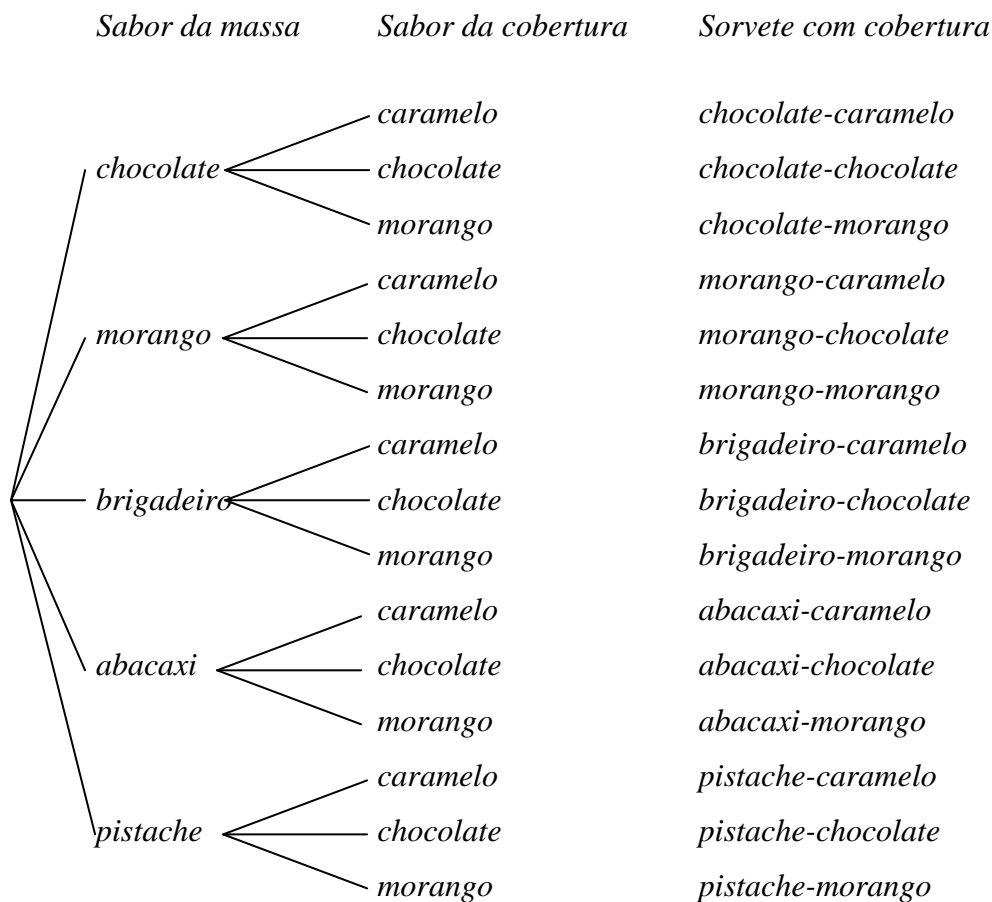 Sabor da massa Sabor da cobertura Sorvete com cobertura
caramelo chocolate-caramelo
chocolate chocolate chocolate-chocolate
morango chocolate-morango
caramelo morango-caramelo
morango chocolate morango-chocolate
morango morango-morango
caramelo brigadeiro-caramelo
brigadeiro chocolate brigadeiro-chocolate
morango brigadeiro-morango
caramelo abacaxi-caramelo
abacaxi chocolate abacaxi-chocolate
morango abacaxi-morango
caramelo pistache-caramelo
pistache chocolate pistache-chocolate
morango pistache-morango